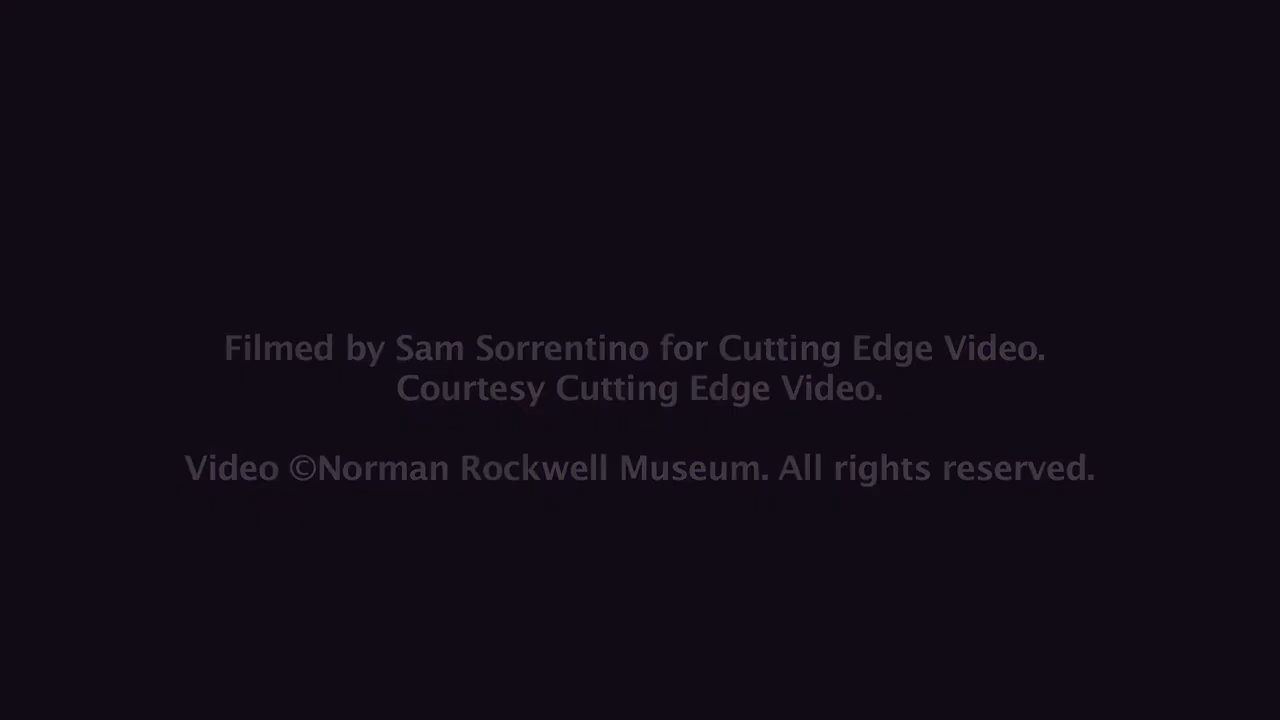 Filmed by Sam Sorrentino for Cutting Edge Video.
Courtesy Cutting Edge Video.
Video ©Norman Rockwell Museum. All rights reserved.